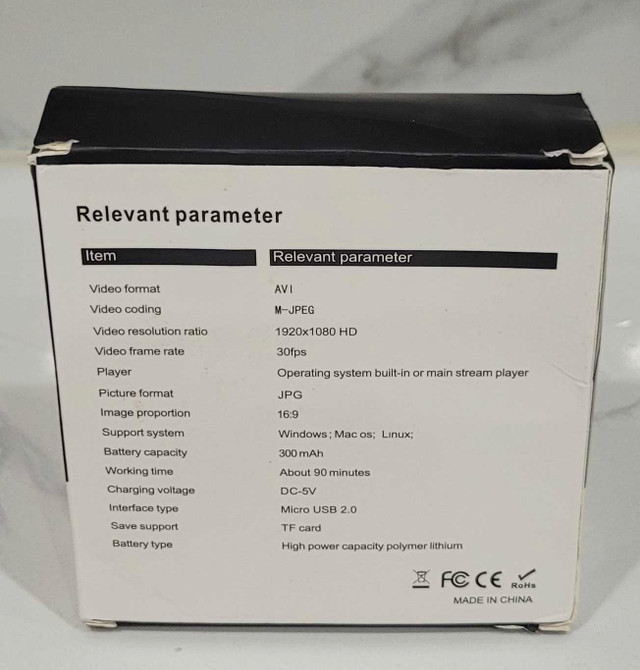 Relevant parameter
Item Relevant parameter
Video format AVI
Video coding M-JPEG
Video resolution ratio 1920x1080 HD
Video frame rate 30fps
Player Operating system built-in or main stream player
Picture format JPG
Image proportion 16:9
Support system Windows; Mac os; Linux;
Battery capacity 300mAh
Working time About 90 minutes
Charging voltage DC-5V
Interface type Micro USB 2.0
Save support TF card
Battery type High power capacity polymer lithium
FC CE RoHs
MADE IN CHINA